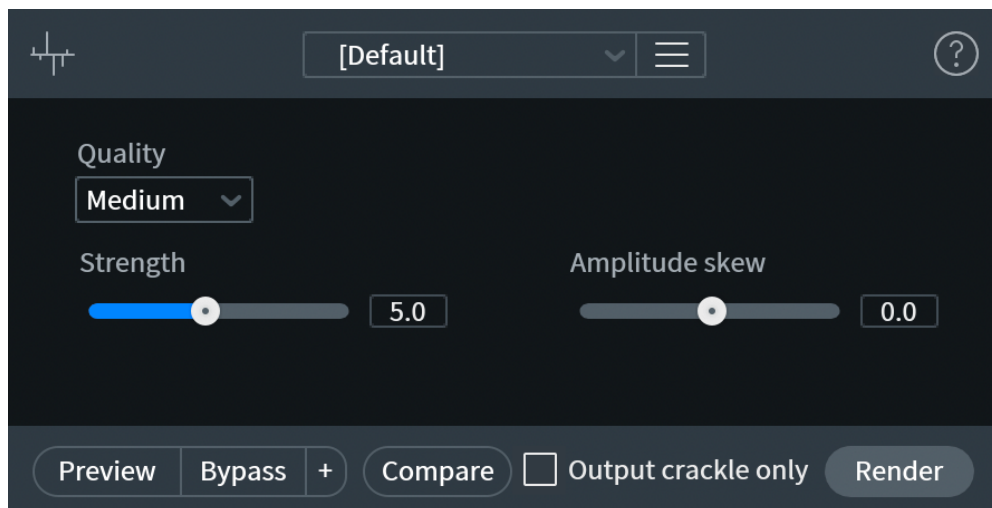 [Default]
?
Quality
Medium
Strength
Amplitude skew
5.0
0.0
Preview Bypass + Compare Output crackle only Render